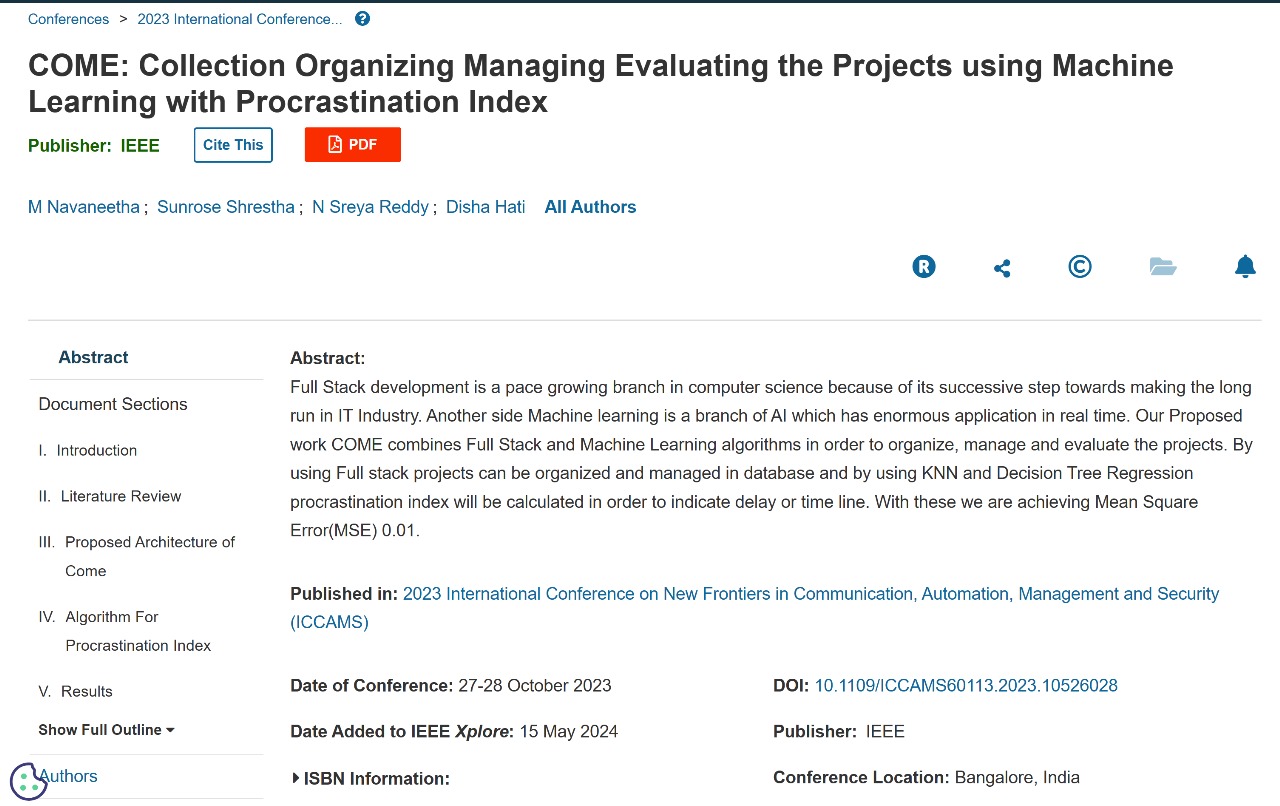 Conferences > 2023 International Conference... ?
COME: Collection Organizing Managing Evaluating the Projects using Machine
Learning with Procrastination Index
Publisher: IEEE Cite This PDF
M Navaneetha ; Sunrose Shrestha ; N Sreya Reddy ; Disha Hati All Authors
R ©
Abstract
Document Sections
I. Introduction
II. Literature Review
III. Proposed Architecture of
Come
IV. Algorithm For
Procrastination Index
V. Results
Show Full Outline
Authors
Abstract:
Full Stack development is a pace growing branch in computer science because of its successive step towards making the long
run in IT Industry. Another side Machine learning is a branch of AI which has enormous application in real time. Our Proposed
work COME combines Full Stack and Machine Learning algorithms in order to organize, manage and evaluate the projects. By
using Full stack projects can be organized and managed in database and by using KNN and Decision Tree Regression
procrastination index will be calculated in order to indicate delay or time line. With these we are achieving Mean Square
Error(MSE) 0.01.
Published in: 2023 International Conference on New Frontiers in Communication, Automation, Management and Security
(ICCAMS)
Date of Conference: 27-28 October 2023
Date Added to IEEE Xplore: 15 May 2024
ISBN Information:
DOI: 10.1109/ICCAMS60113.2023.10526028
Publisher: IEEE
Conference Location: Bangalore, India